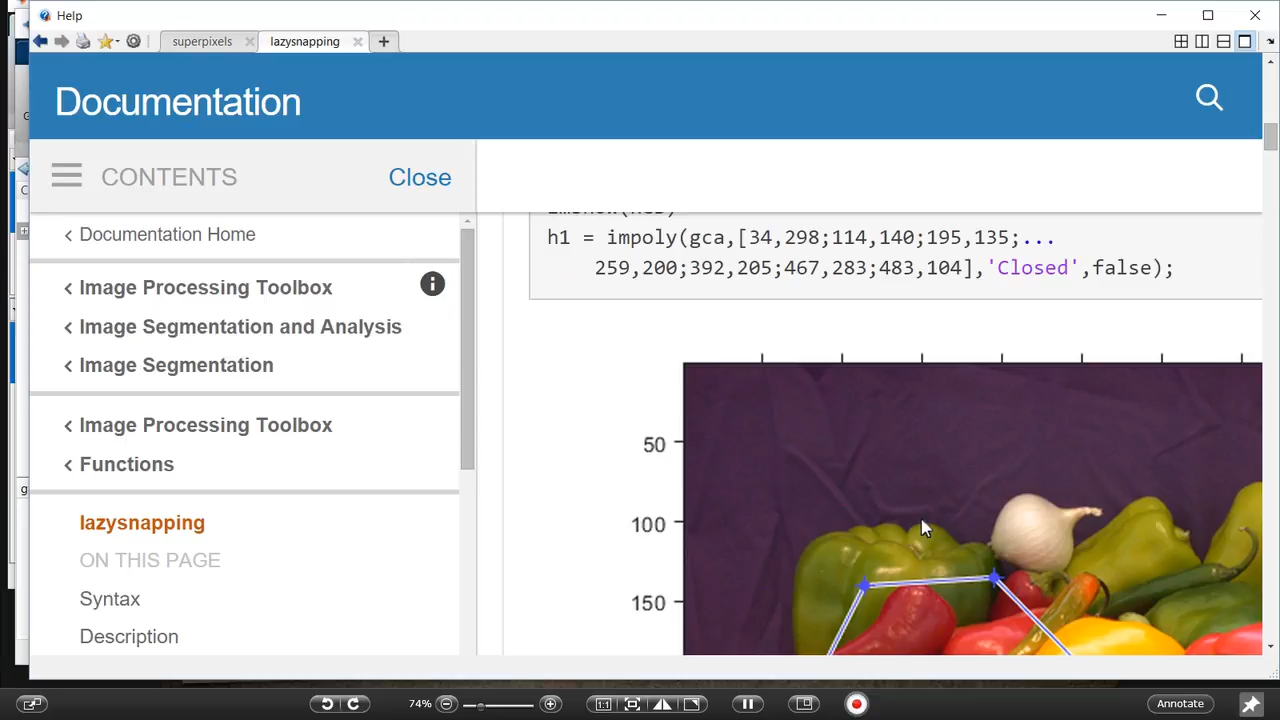 Help
superpixels
lazysnapping
Documentation
CONTENTS
Close
Documentation Home
Image Processing Toolbox
Image Segmentation and Analysis
Image Segmentation
Image Processing Toolbox
Functions
lazysnapping
ON THIS PAGE
Syntax
Description
h1 = impoly(gca,[34,298;114,140;195,135;...
259,200;392,205;467,283;483,104],'Closed',false);
50
100
150
74%
1:1
Annotate